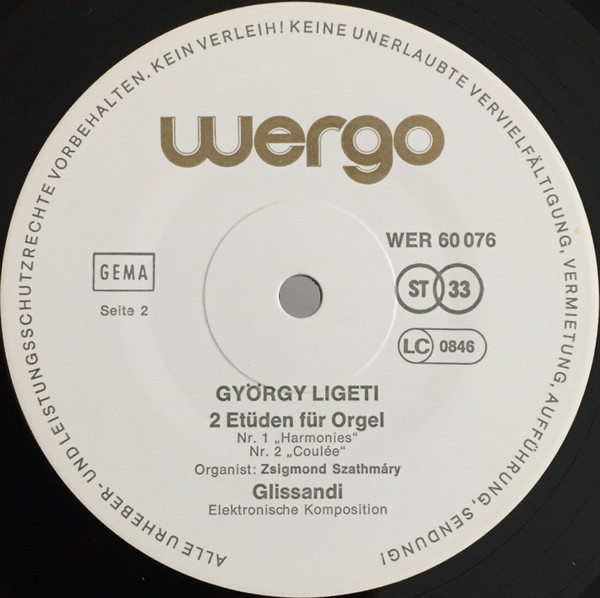 ALLE URHEBER- UND LEISTUNGSSCHUTZRECHTE VORBEHALTEN. KEIN VERLEIH! KEINE UNERLAUBTE VERVIELFÄLTIGUNG, VERMIETUNG, AUFFÜHRUNG, SENDUNG!
wergo
WER 60 076
GEMA
ST 33
Seite 2
LC 0846
GYÖRGY LIGETI
2 Etüden für Orgel
Nr. 1 „Harmonies“
Nr. 2 „Coulée“
Organist: Zsigmond Szathmáry
Glissandi
Elektronische Komposition